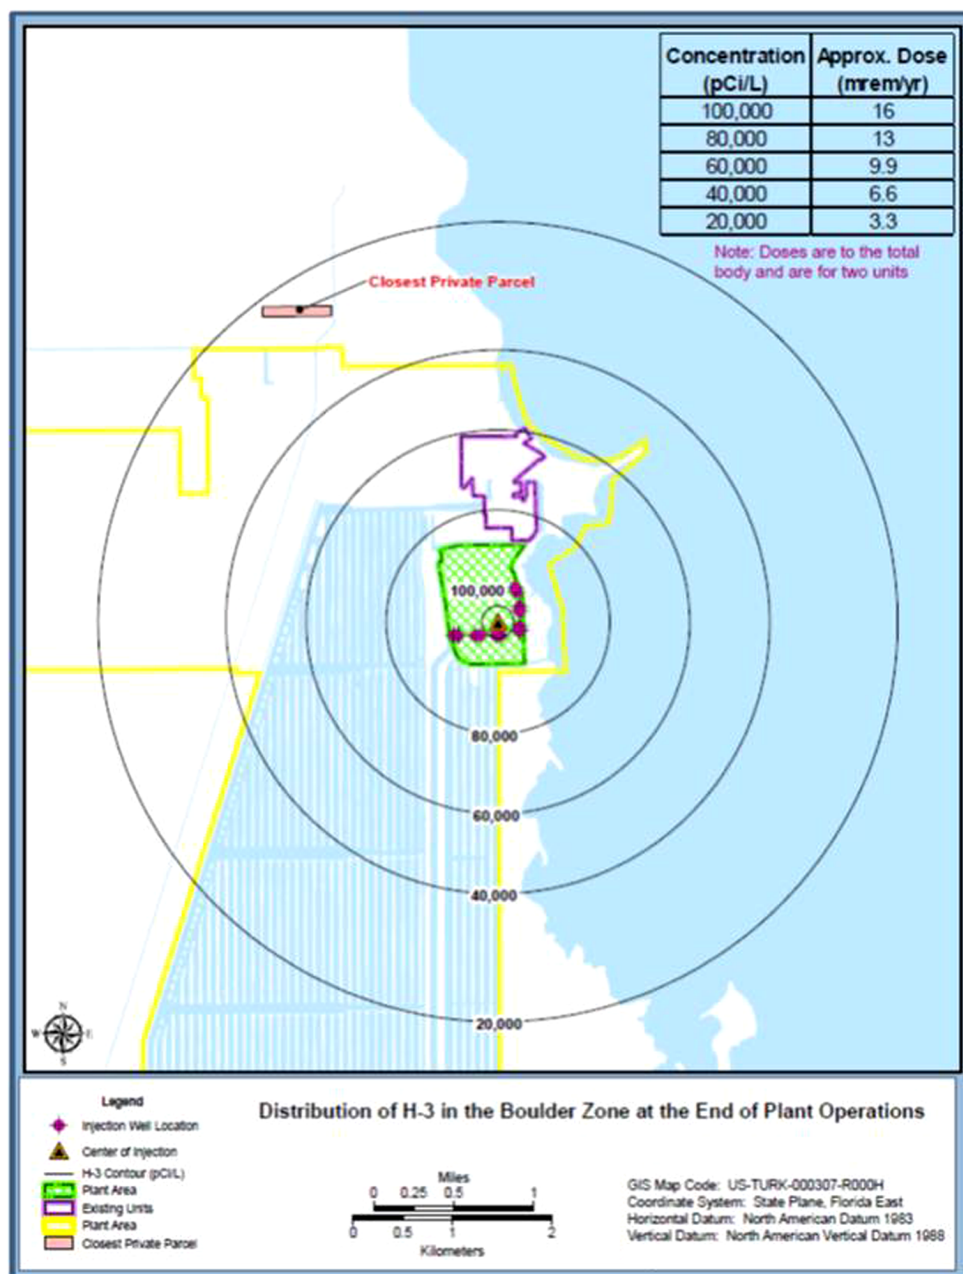 Concentration Approx. Dose
(pCi/L) (mrem/yr)
100,000 16
80,000 13
60,000 9.9
40,000 6.6
20,000 3.3
Note: Doses are to the total
body and are for two units
Closest Private Parcel
100,000
80,000
60,000
40,000
20,000
N
W E
S
Legend
Injection Well Location
Center of Injection
H-3 Contour (pCi/L)
Plant Area
Existing Units
Plant Area
Closest Private Parcel
Distribution of H-3 in the Boulder Zone at the End of Plant Operations
Miles
0 0.25 0.5 1
0 0.5 1 2
Kilometers
GIS Map Code: US-TURK-000307-R000H
Coordinate System: State Plane, Florida East
Horizontal Datum: North American Datum 1983
Vertical Datum: North American Vertical Datum 1988